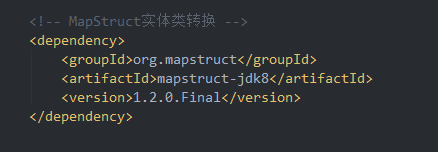 <!-- MapStruct实体类转换 -->
<dependency>
<groupId>org.mapstruct</groupId>
<artifactId>mapstruct-jdk8</artifactId>
<version>1.2.0.Final</version>
</dependency>